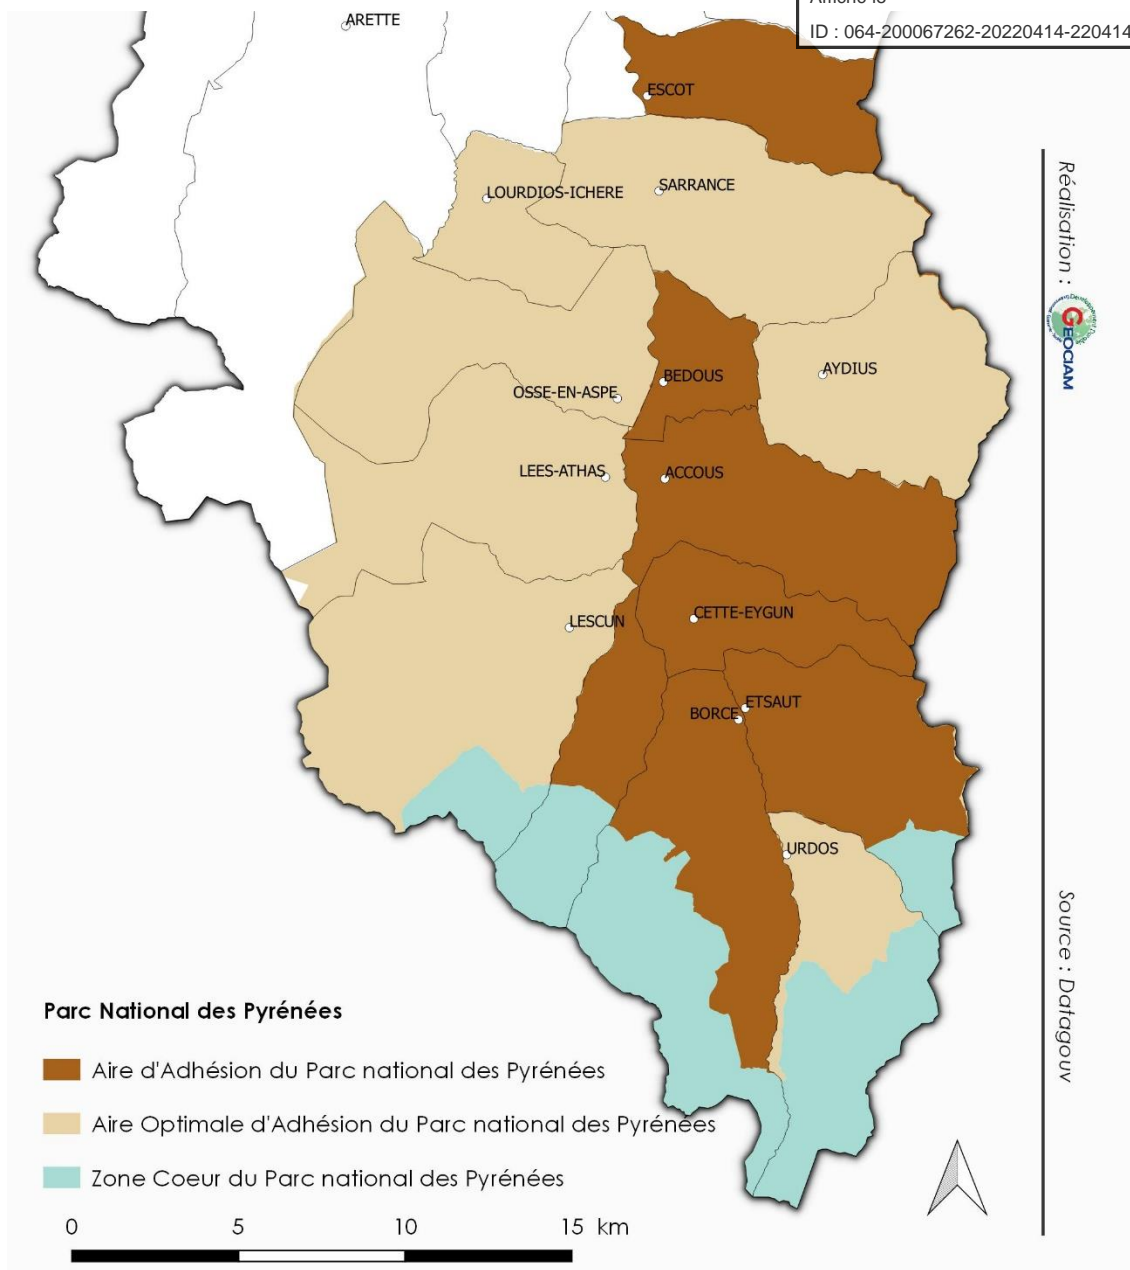 Affiché le
ID : 064-200067262-20220414-220414
ARETTE
ESCOT
LOURDIOS-ICHERE
SARRANCE
AYDIUS
BEDOUS
OSSE-EN-ASPE
LEES-ATHAS
ACCOUS
LESCUN
CETTE-EYGUN
ETSAUT
BORCE
URDOS
Réalisation :
GEOCIAM
Source : Datagouv
Parc National des Pyrénées
Aire d'Adhésion du Parc national des Pyrénées
Aire Optimale d'Adhésion du Parc national des Pyrénées
Zone Coeur du Parc national des Pyrénées
0 5 10 15 km